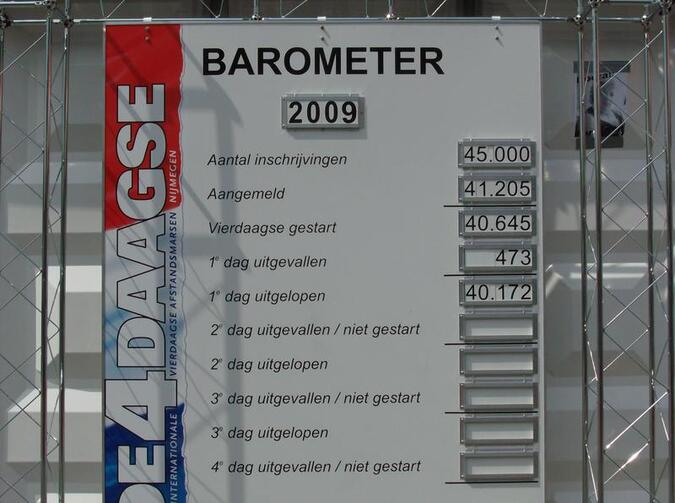 BAROMETER
2009
Aantal inschrijvingen 45.000
Aangemeld 41.205
Vierdaagse gestart 40.645
1e dag uitgevallen 473
1e dag uitgelopen 40.172
2e dag uitgevallen / niet gestart
2e dag uitgelopen
3e dag uitgevallen / niet gestart
3e dag uitgelopen
4e dag uitgevallen / niet gestart
DE4DAAGSE
INTERNATIONALE VIERDAAGSE AFSTANDSMARSEN NIJMEGEN